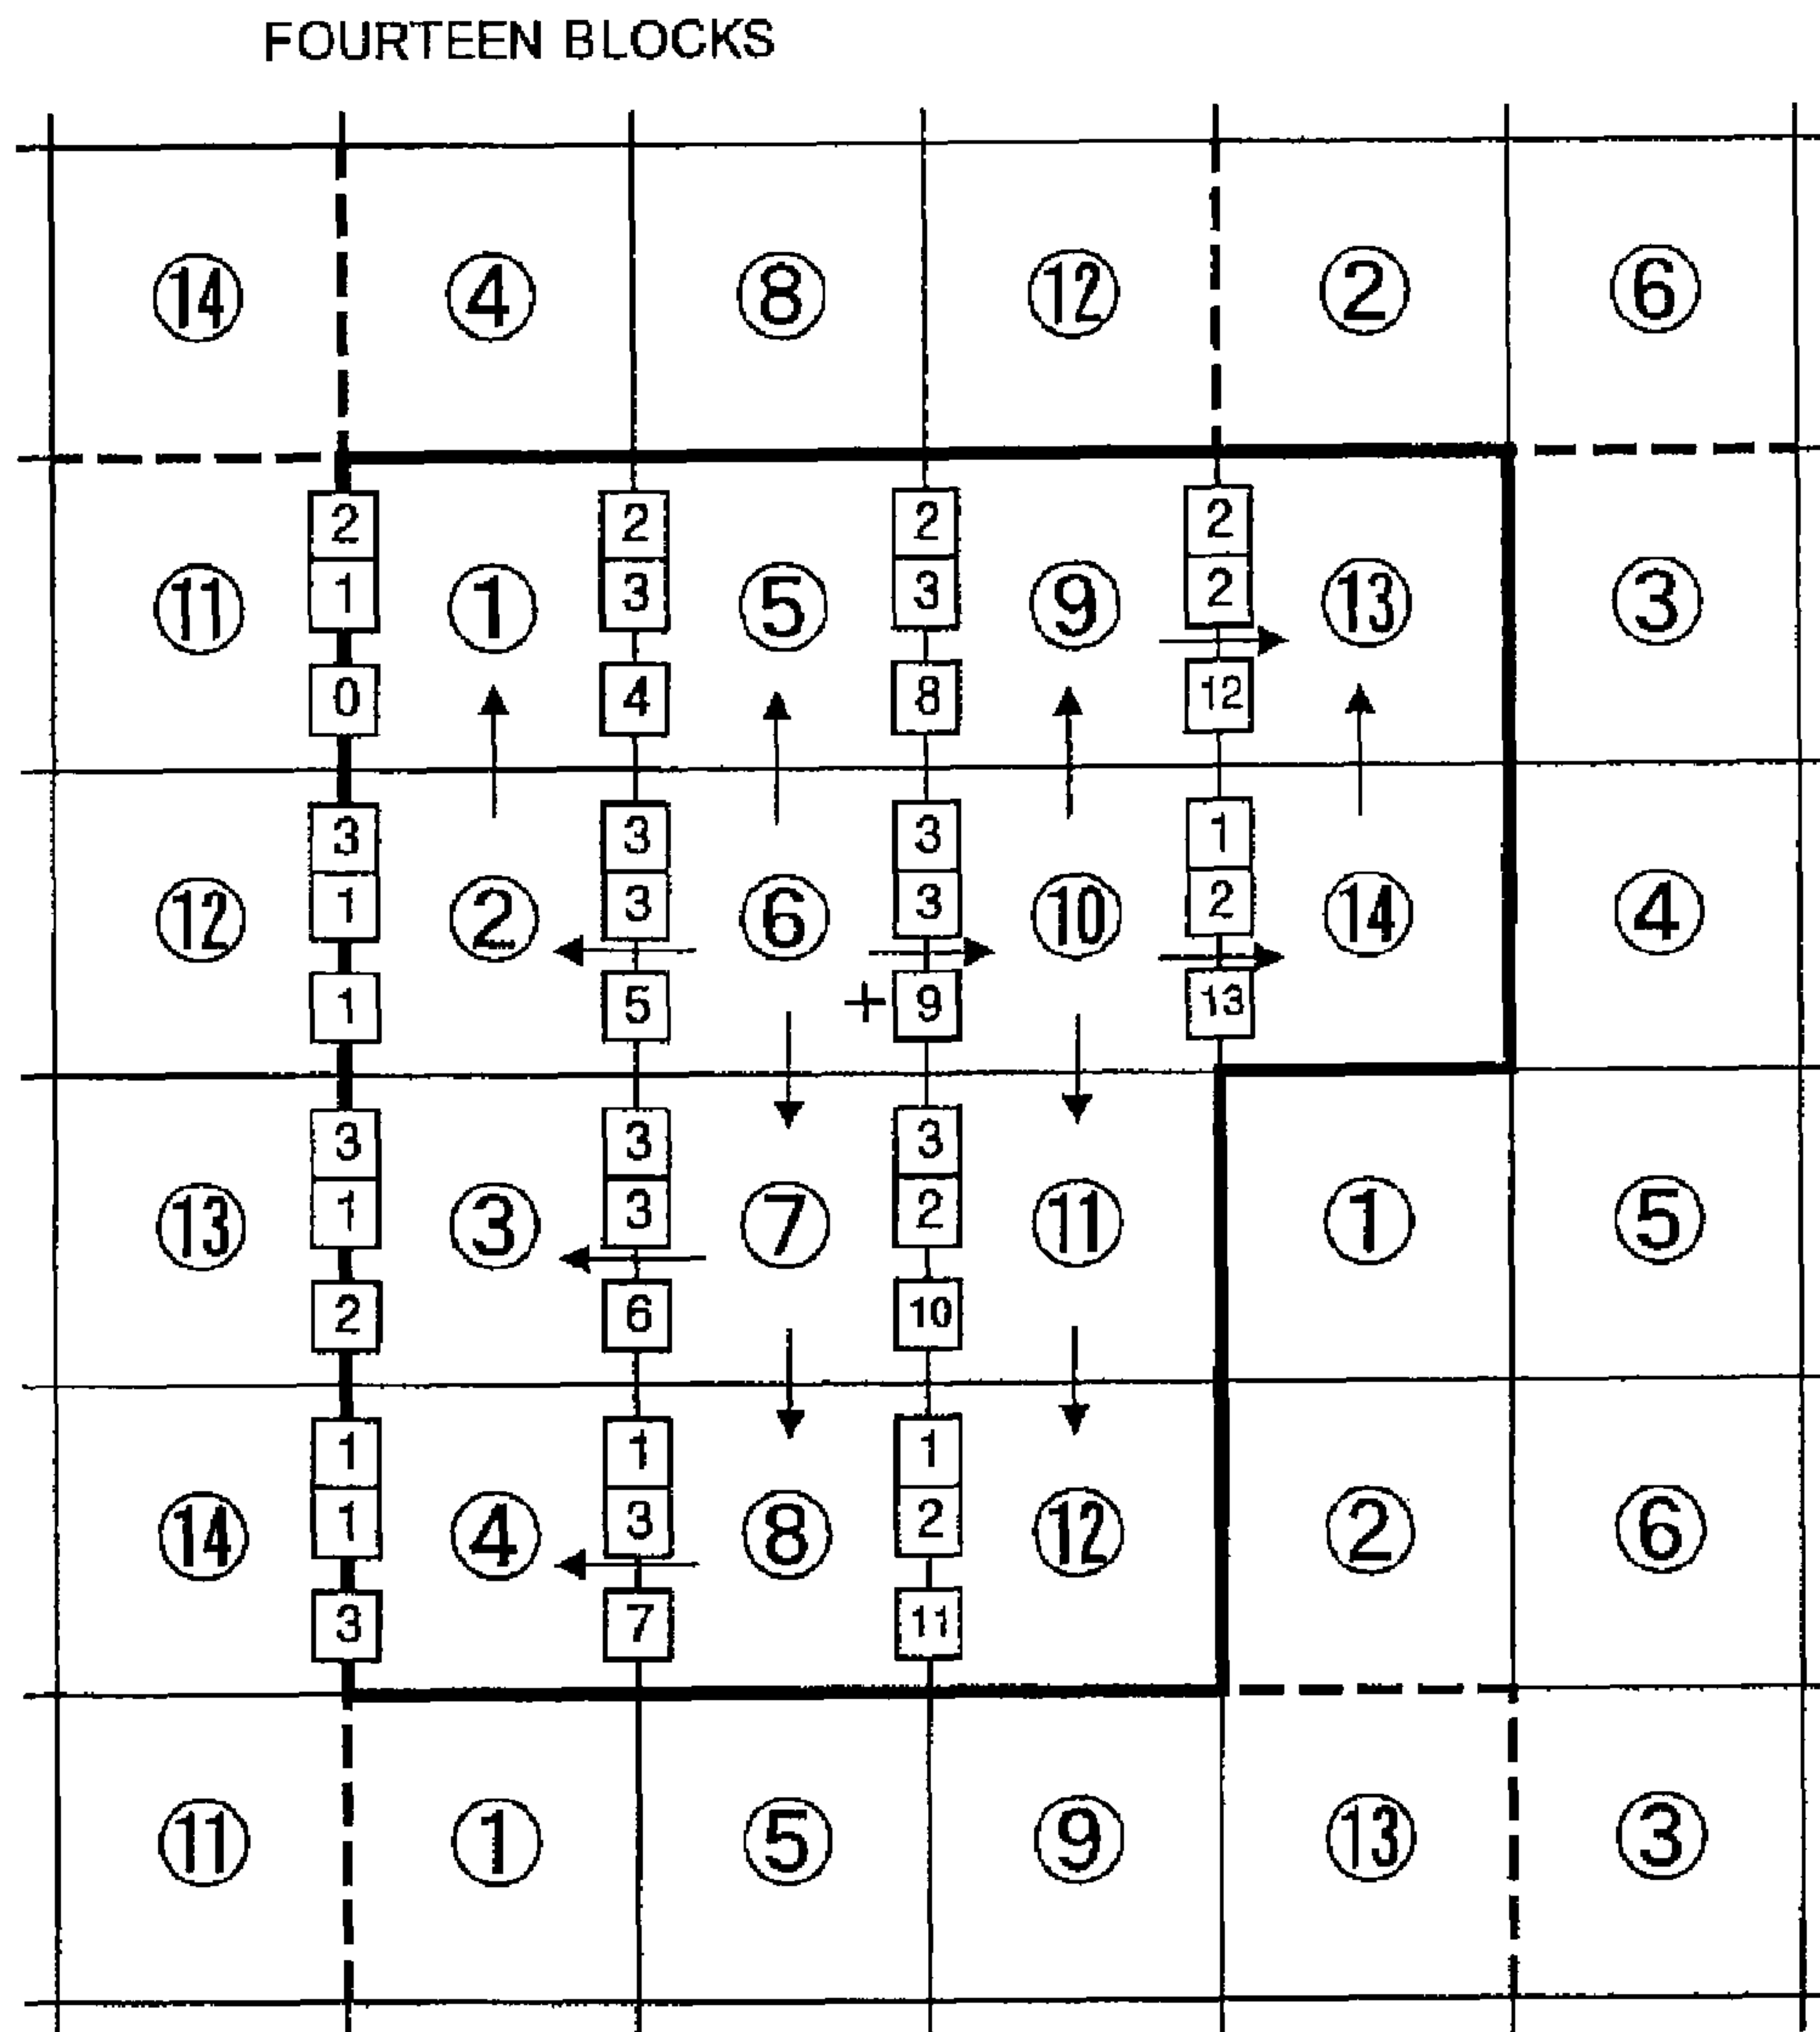 FOURTEEN BLOCKS
⑭ ④ ⑧ ⑫ ② ⑥
2 2 2 2
⑪ 1 ① 3 ⑤ 3 ⑨ 2 ⑬ ③
0 4 8 12
3 3 3 1
⑫ 1 ② 3 ⑥ 3 ⑩ 2 ⑭ ④
1 5 + 9 13
3 3 3
⑬ 1 ③ 3 ⑦ 2 ⑪ ① ⑤
2 6 10
1 1 1
⑭ 1 ④ 3 ⑧ 2 ⑫ ② ⑥
3 7 11
⑪ ① ⑤ ⑨ ⑬ ③